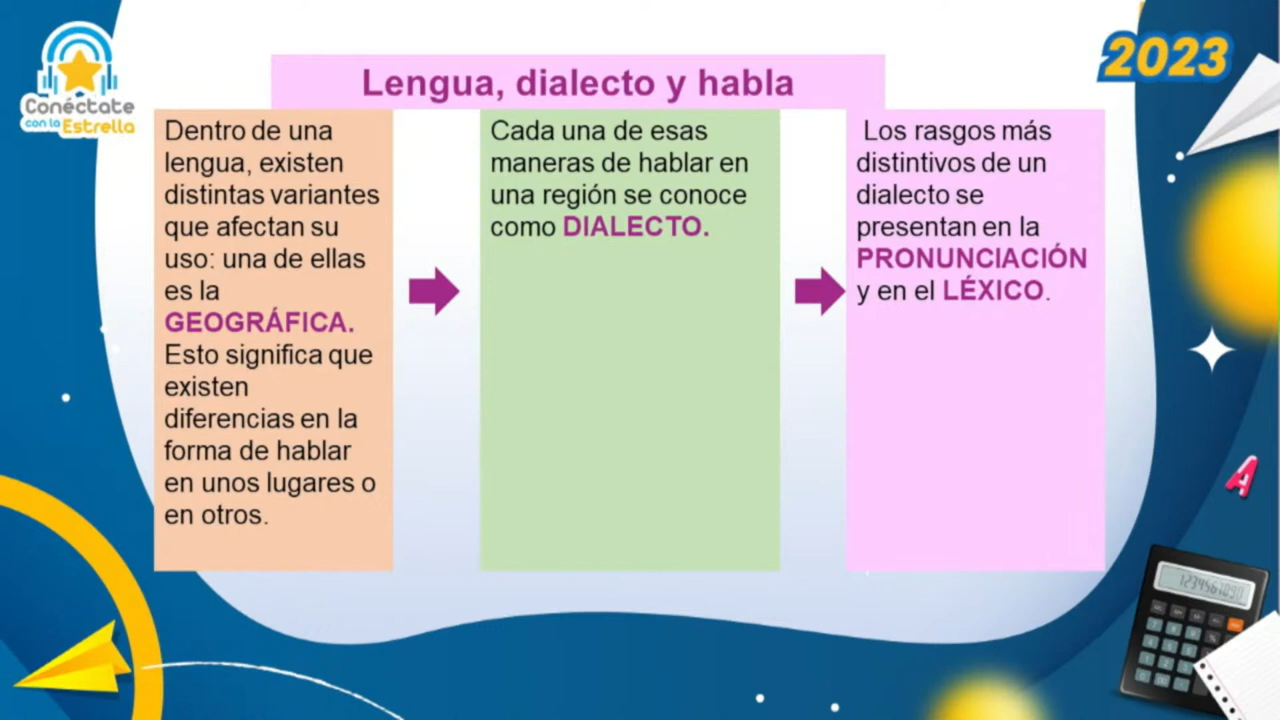 Conéctate
con la Estrella
2023
Lengua, dialecto y habla
Dentro de una
lengua, existen
distintas variantes
que afectan su
uso: una de ellas
es la
GEOGRÁFICA.
Esto significa que
existen
diferencias en la
forma de hablar
en unos lugares o
en otros.
Cada una de esas
maneras de hablar en
una región se conoce
como DIALECTO.
Los rasgos más
distintivos de un
dialecto se
presentan en la
PRONUNCIACIÓN
y en el LÉXICO.
A